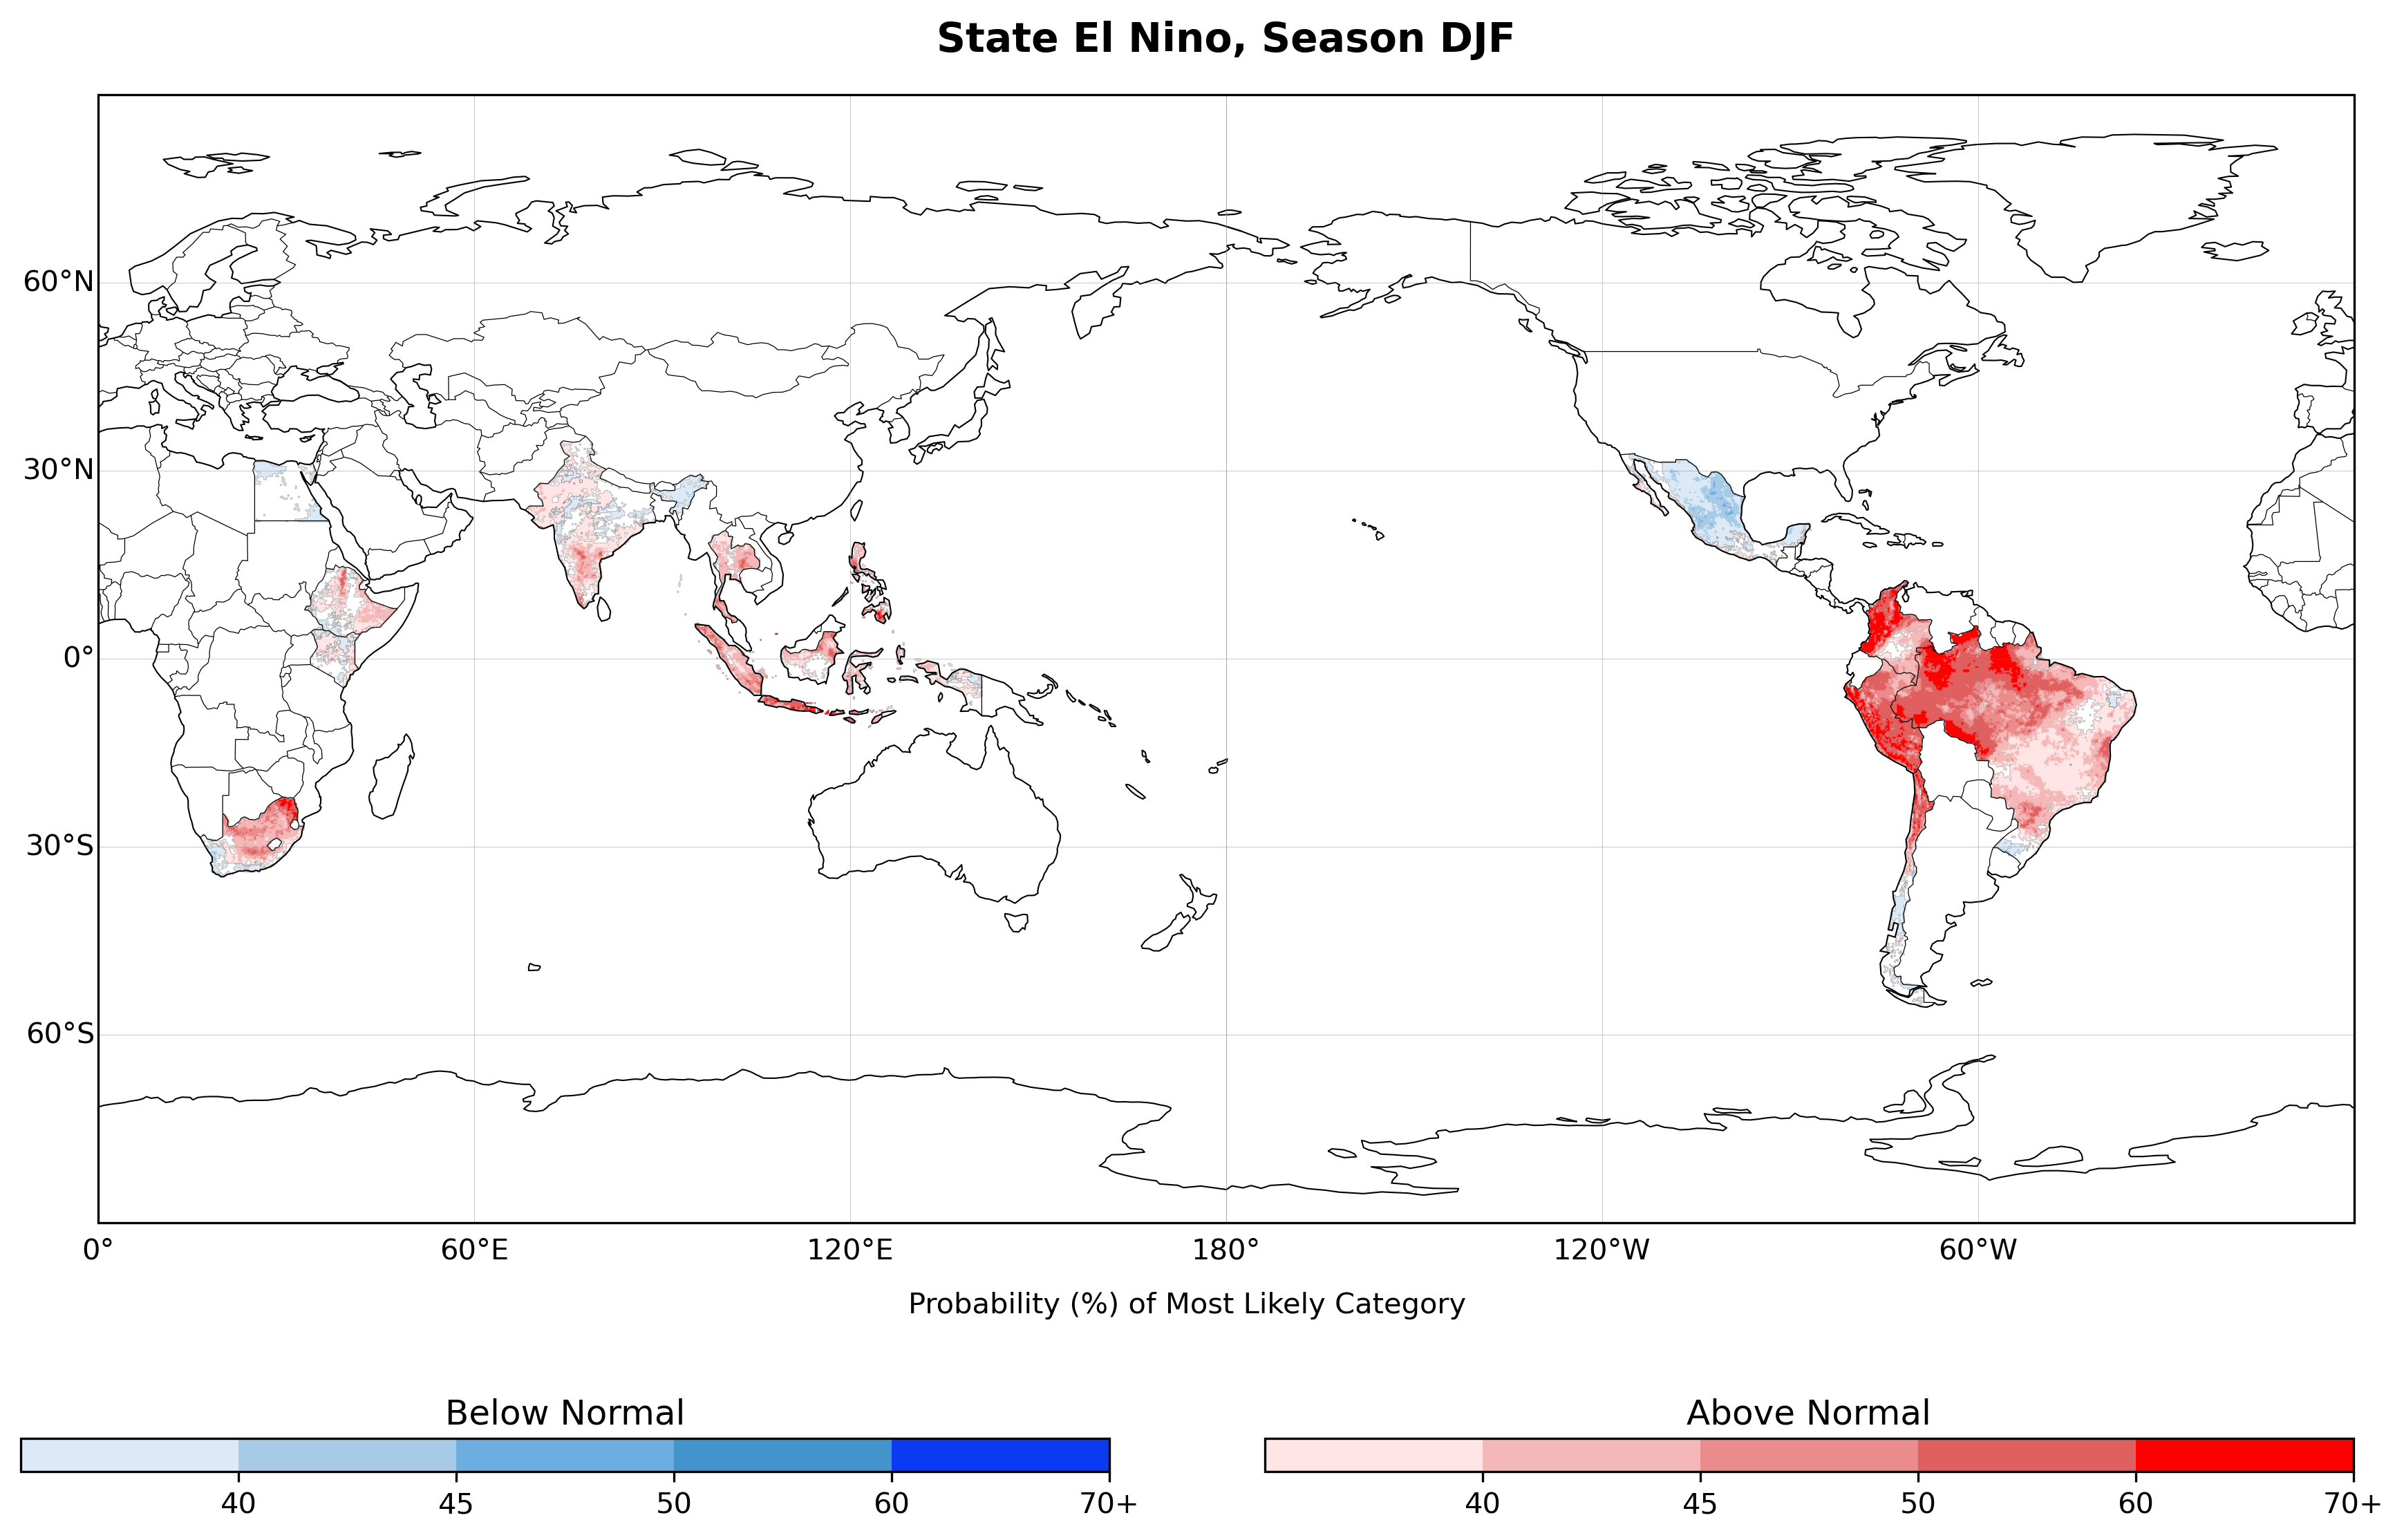 State El Nino, Season DJF
60°N
30°N
0°
30°S
60°S
0° 60°E 120°E 180° 120°W 60°W
Probability (%) of Most Likely Category
Below Normal
40 45 50 60 70+
Above Normal
40 45 50 60 70+